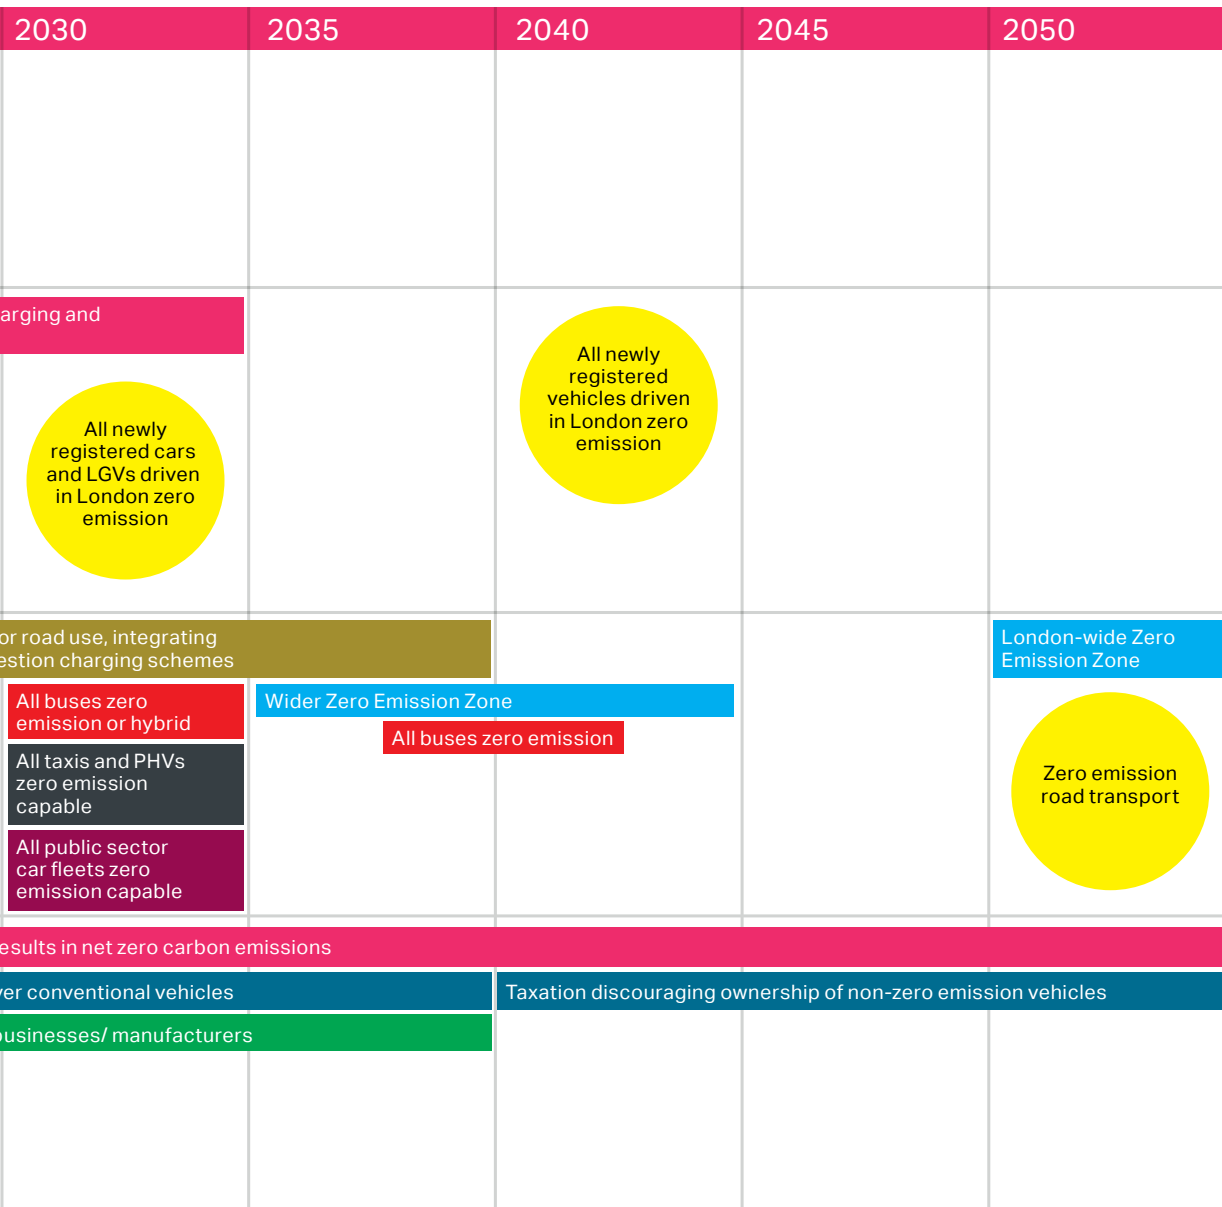 2030 2035 2040 2045 2050
arging and
All newly
registered cars
and LGVs driven
in London zero
emission
All newly
registered
vehicles driven
in London zero
emission
or road use, integrating
estion charging schemes
London-wide Zero
Emission Zone
All buses zero
emission or hybrid
Wider Zero Emission Zone
All buses zero emission
All taxis and PHVs
zero emission
capable
Zero emission
road transport
All public sector
car fleets zero
emission capable
esults in net zero carbon emissions
ver conventional vehicles
Taxation discouraging ownership of non-zero emission vehicles
businesses/ manufacturers